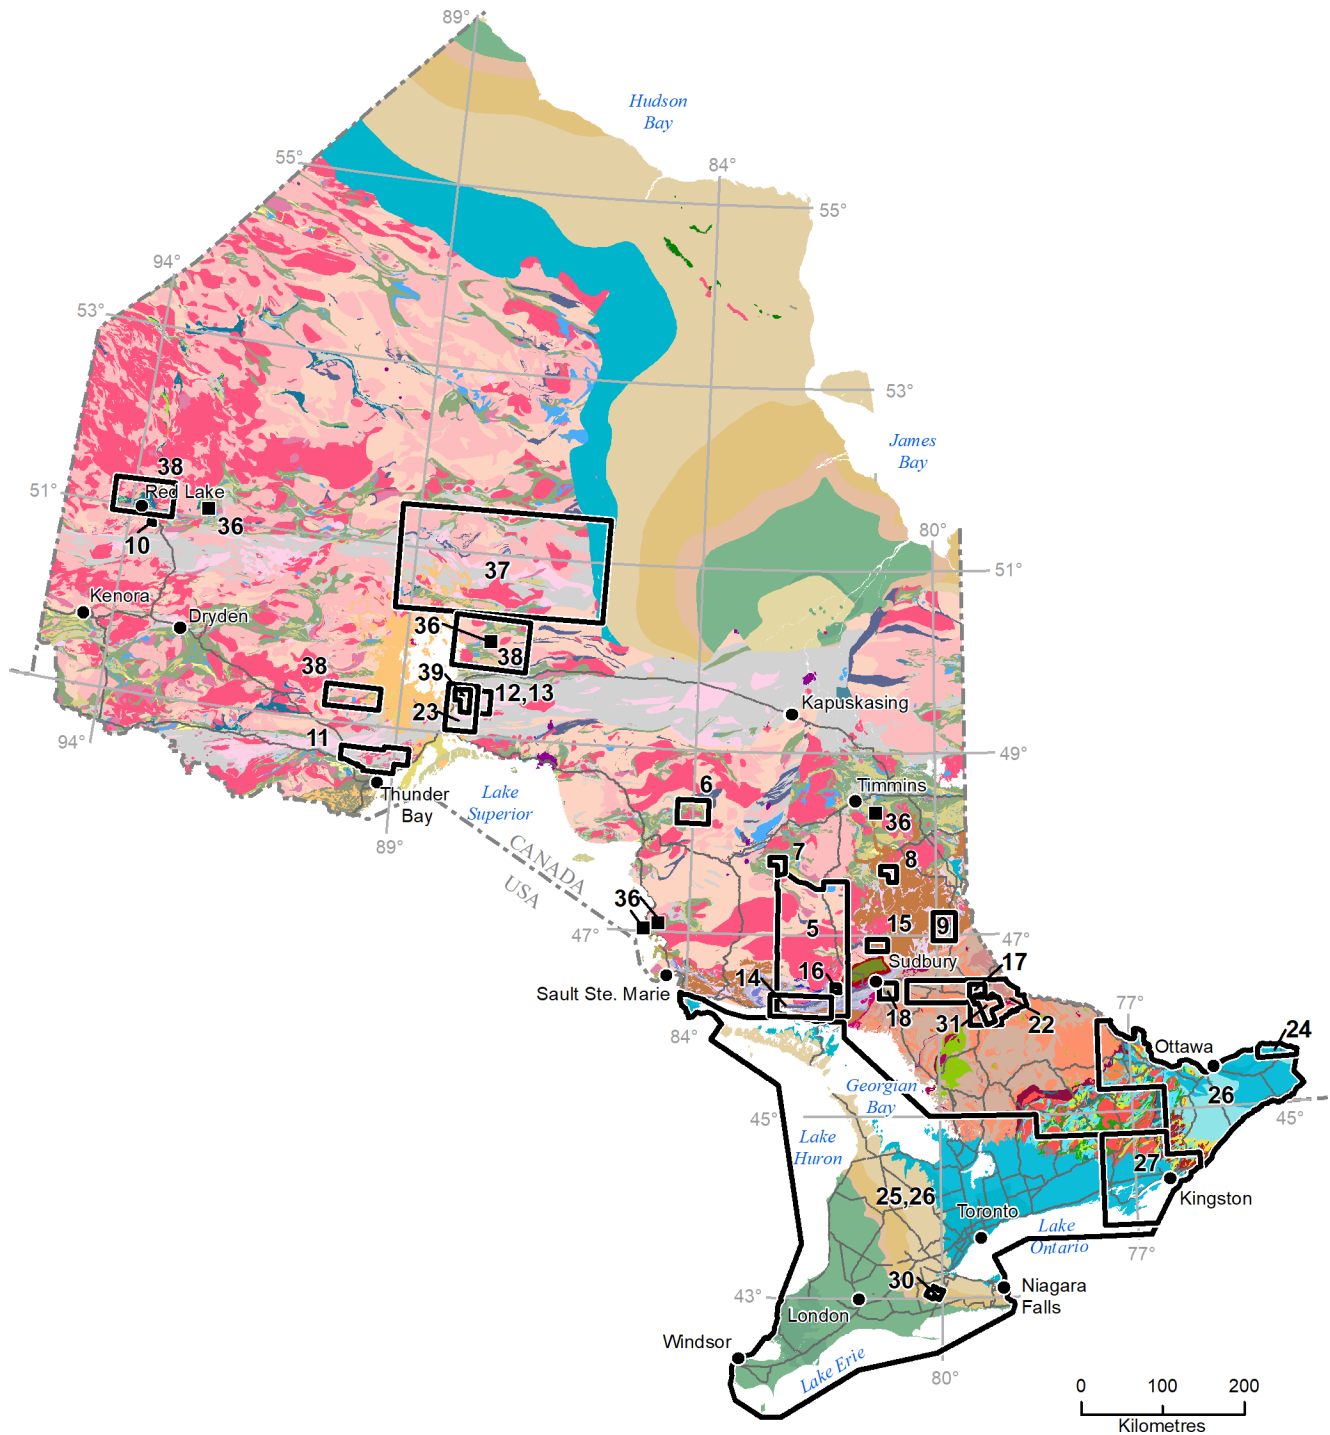 89°
Hudson
Bay
55°
84°
55°
94°
53°
53°
James
Bay
38
51°
Red Lake
36
10
80°
37
51°
Kenora
Dryden
36
38
38
39
12,13
23
Kapuskasing
11
94°
49°
6
Timmins
Lake
Superior
Thunder
Bay
36
89°
CANADA
USA
7
8
36
5
15
9
47°
47°
Sudbury
17
14
16
Sault Ste. Marie
77°
18
31
22
24
84°
Ottawa
Georgian
Bay
26
45°
45°
Lake
Huron
27
25,26
Kingston
Toronto
Lake
Ontario
77°
30
Niagara
Falls
43°
London
Windsor
Lake Erie
80°
0 100 200
Kilometres